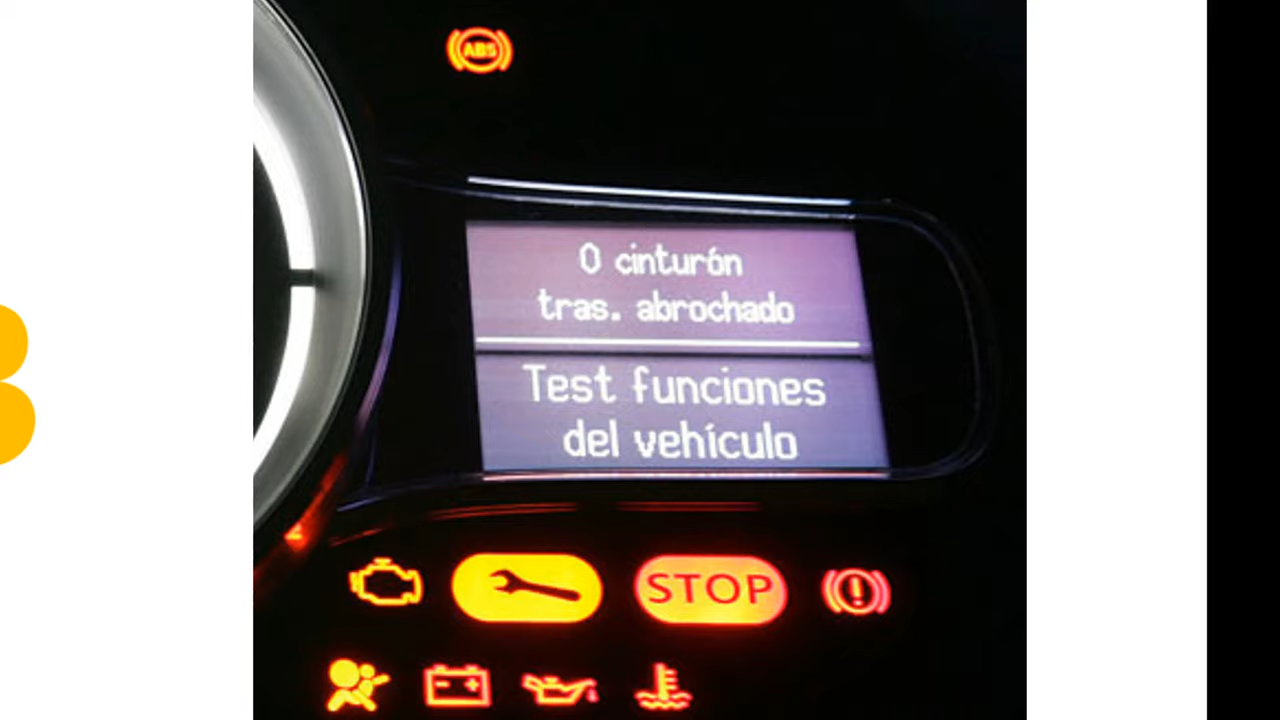 ABS
0 cinturón
tras. abrochado
Test funciones
del vehículo
STOP